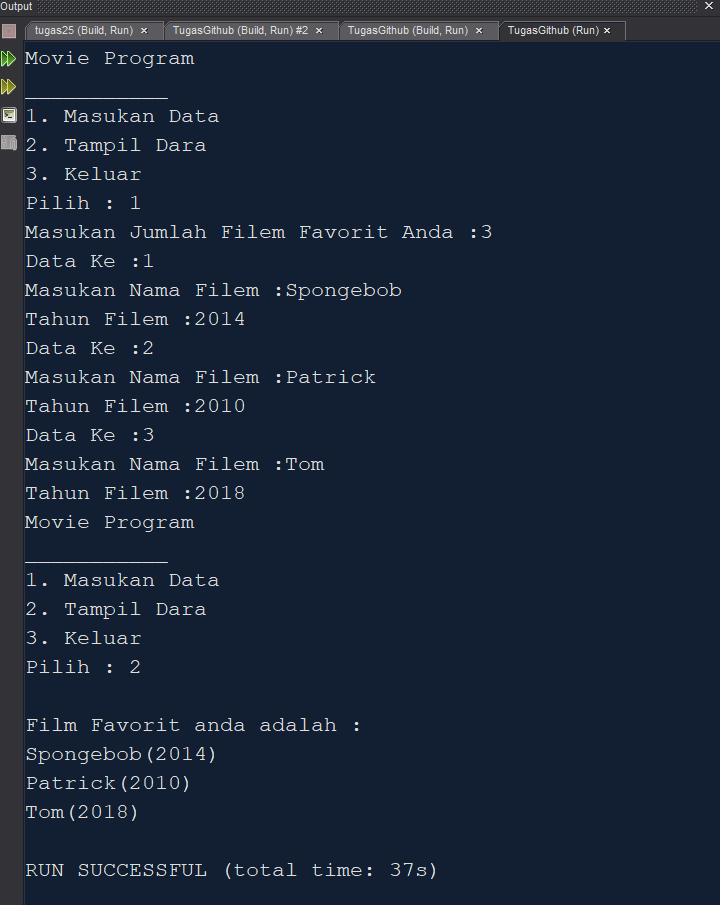 Output
tugas25 (Build, Run) TugasGithub (Build, Run) #2 TugasGithub (Build, Run) TugasGithub (Run)
Movie Program
___________
1. Masukan Data
2. Tampil Dara
3. Keluar
Pilih : 1
Masukan Jumlah Filem Favorit Anda :3
Data Ke :1
Masukan Nama Filem :Spongebob
Tahun Filem :2014
Data Ke :2
Masukan Nama Filem :Patrick
Tahun Filem :2010
Data Ke :3
Masukan Nama Filem :Tom
Tahun Filem :2018
Movie Program
___________
1. Masukan Data
2. Tampil Dara
3. Keluar
Pilih : 2
Film Favorit anda adalah :
Spongebob(2014)
Patrick(2010)
Tom(2018)
RUN SUCCESSFUL (total time: 37s)